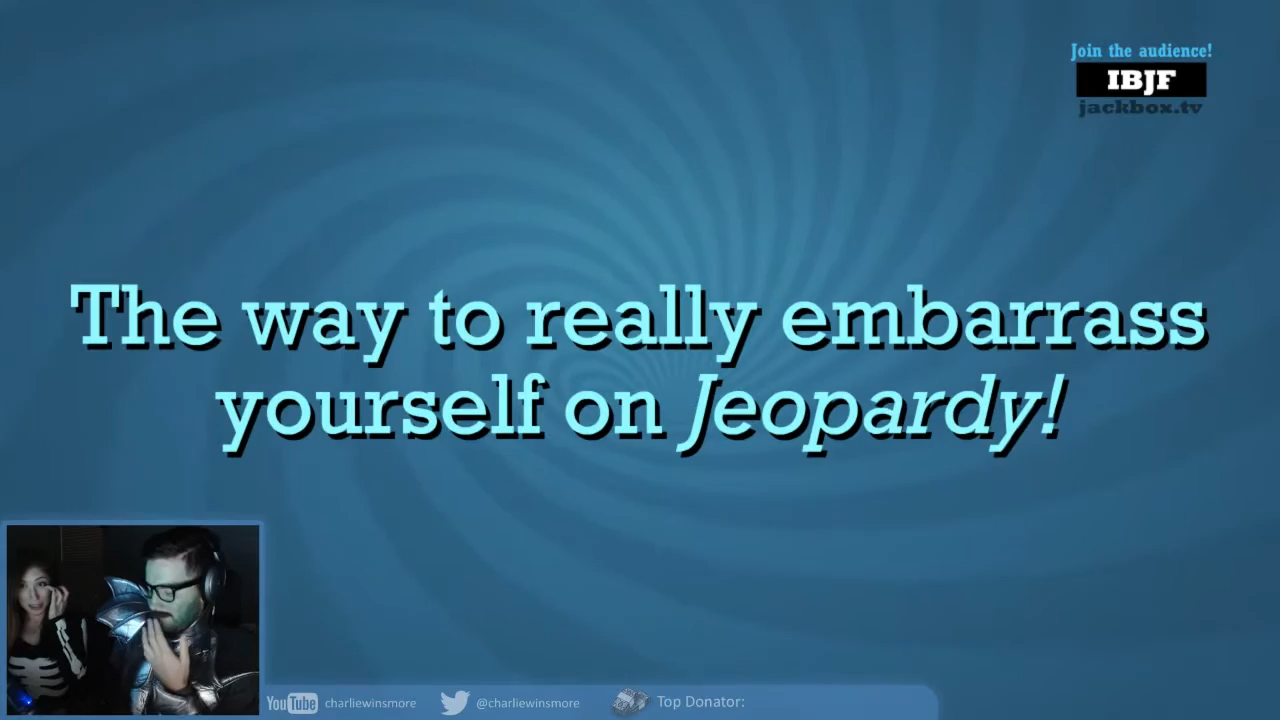 Join the audience!
IBJF
jackbox.tv
The way to really embarrass
yourself on Jeopardy!
YouTube charliewinsmore @charliewinsmore Top Donator: